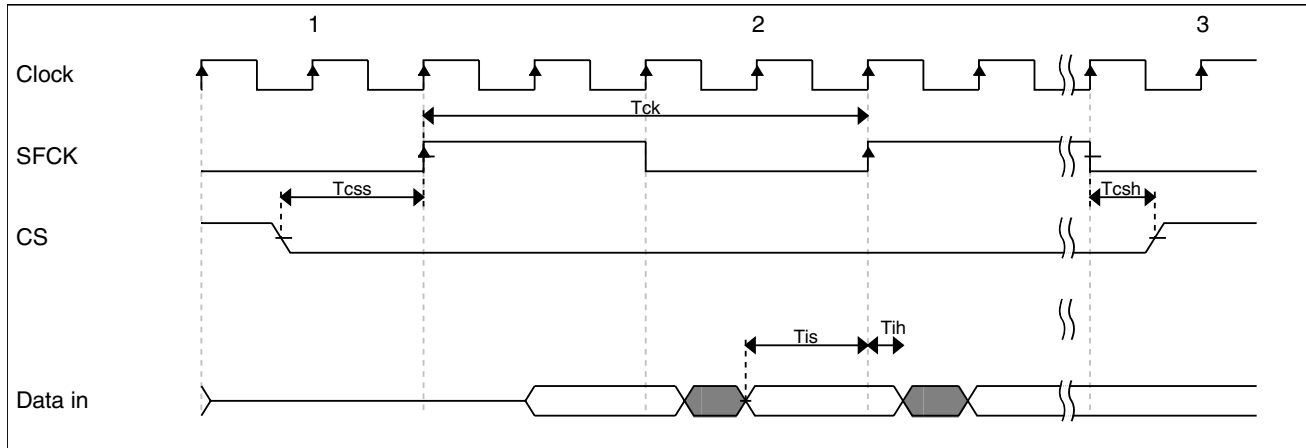 1 2 3
Clock
Tck
SFCK
Tcss Tcsh
CS
Tis Tih
Data in